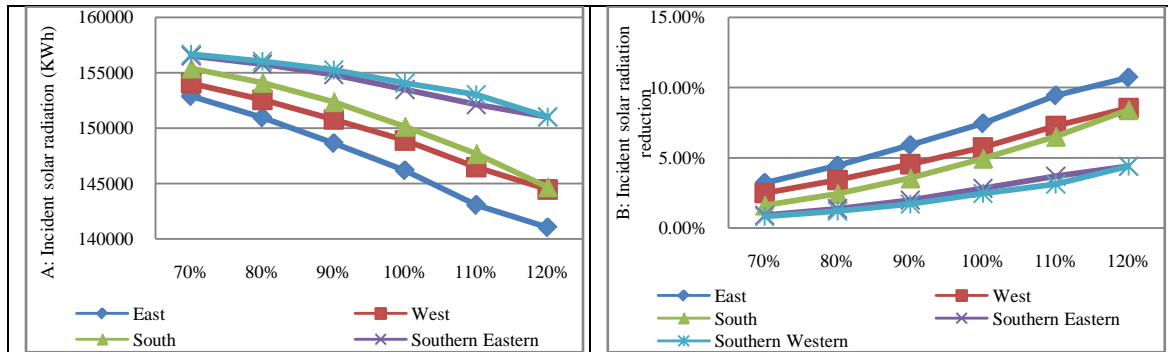 A: Incident solar radiation (KWh)
160000
155000
150000
145000
140000
70% 80% 90% 100% 110% 120%
East West
South Southern Eastern
B: Incident solar radiation
reduction
15.00%
10.00%
5.00%
0.00%
70% 80% 90% 100% 110% 120%
East West
South Southern Eastern
Southern Western